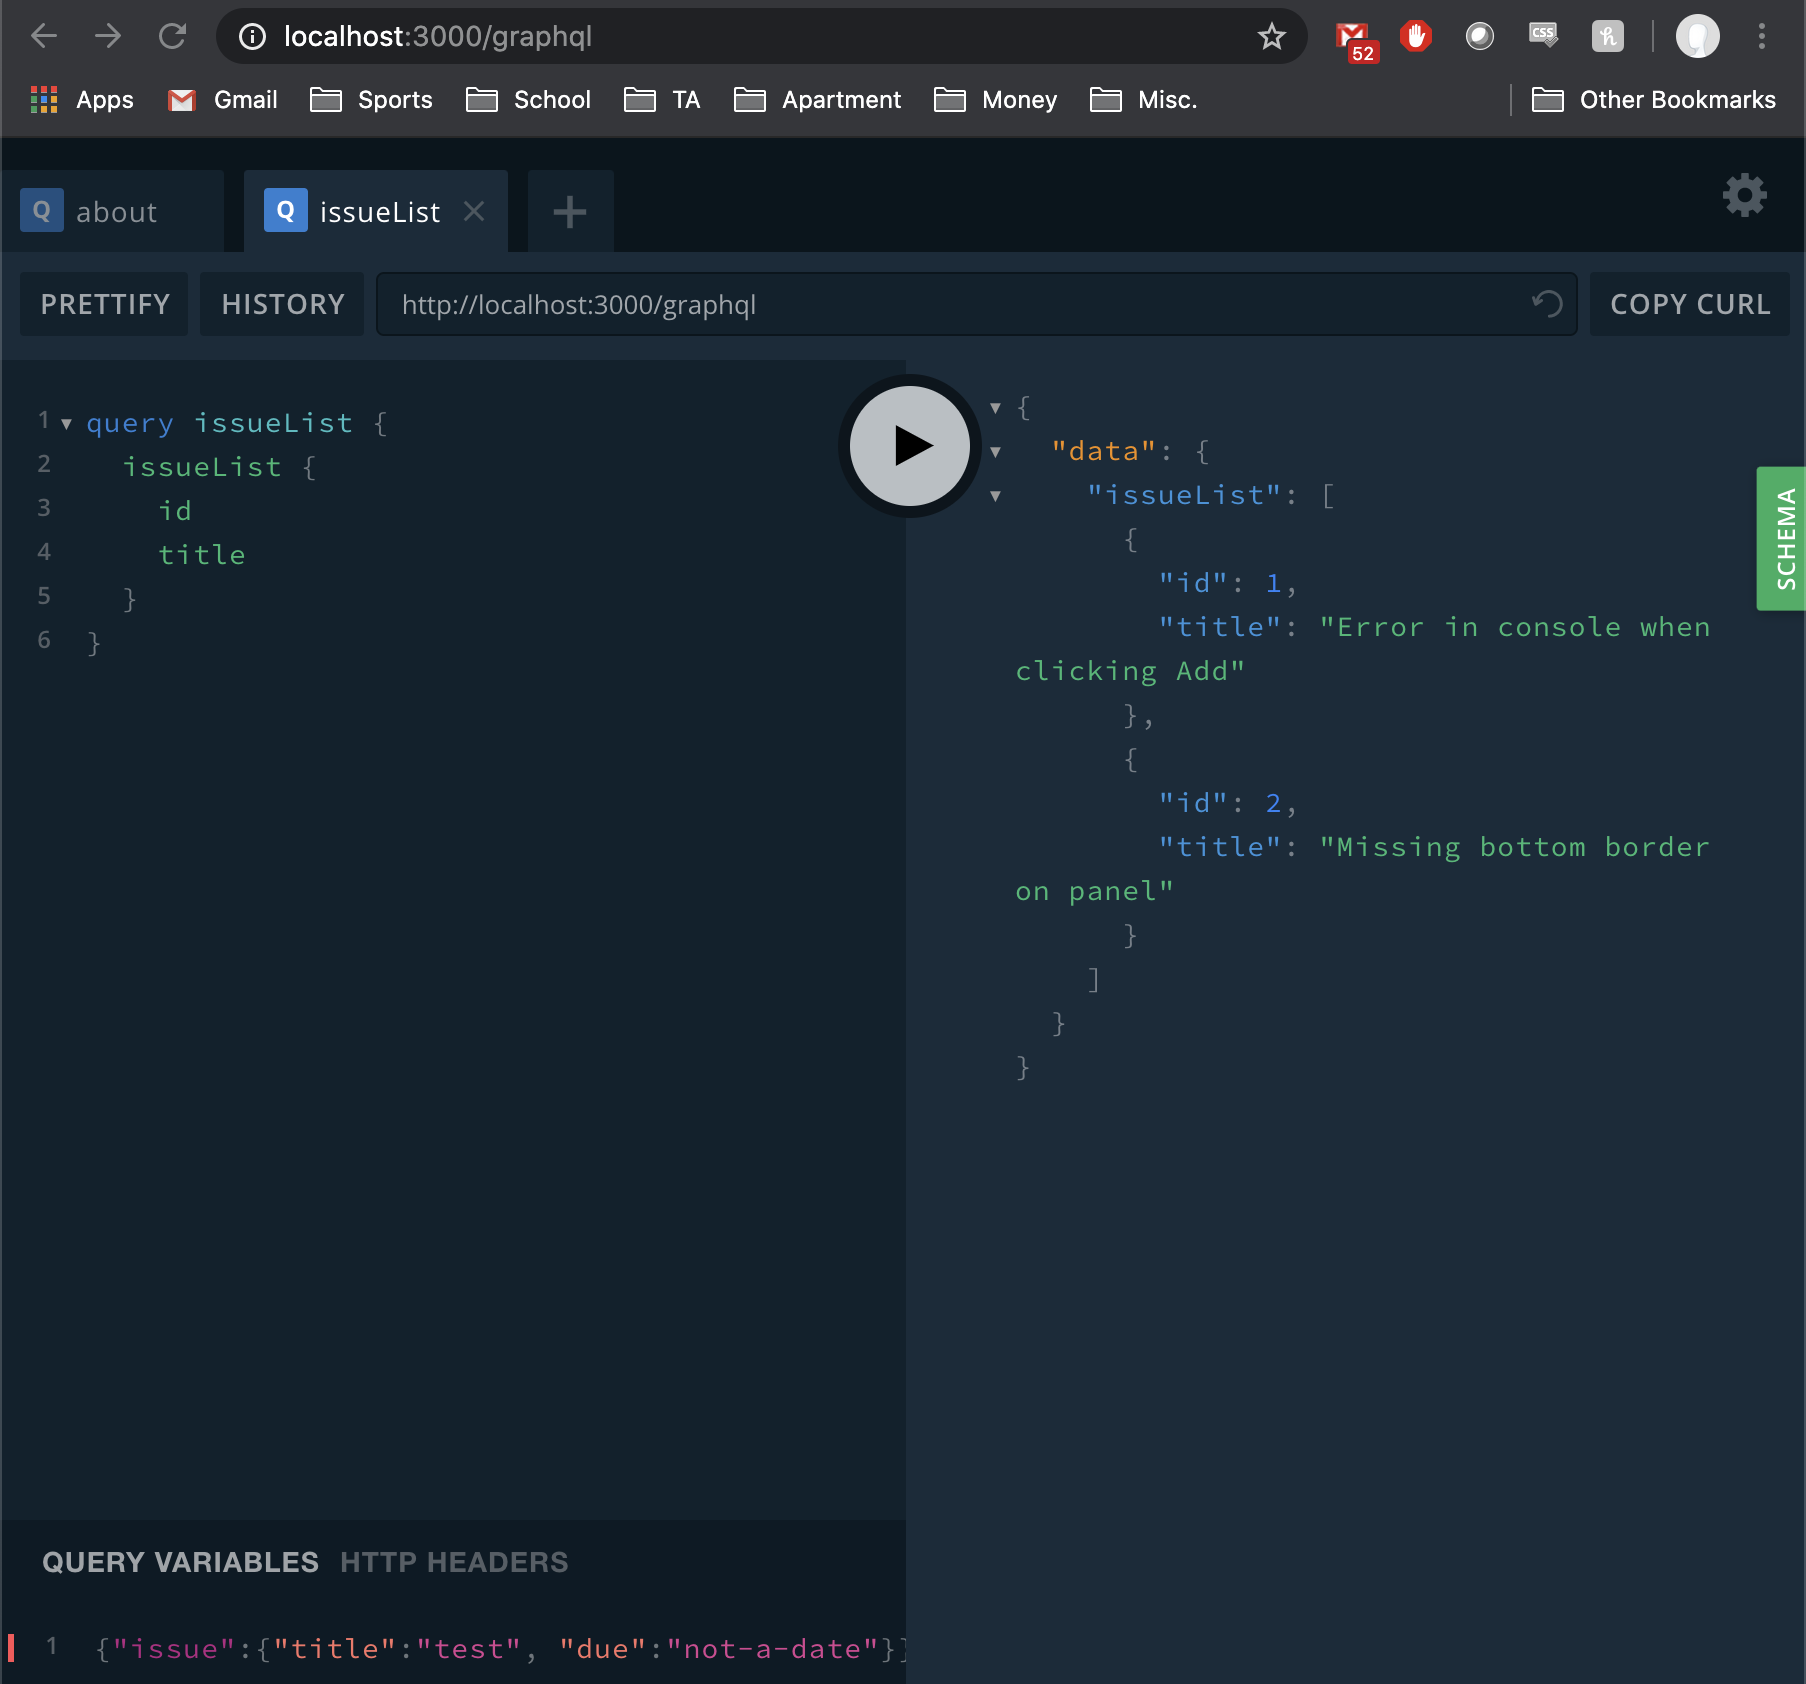 localhost:3000/graphql
52
CSS
h
Apps Gmail Sports School TA Apartment Money Misc. Other Bookmarks
Q about Q issueList
PRETTIFY HISTORY http://localhost:3000/graphql COPY CURL
1 query issueList {
2 issueList {
3 id
4 title
5 }
6 }
{
"data": {
"issueList": [
{
"id": 1,
"title": "Error in console when
clicking Add"
},
{
"id": 2,
"title": "Missing bottom border
on panel"
}
]
}
}
SCHEMA
QUERY VARIABLES HTTP HEADERS
1 {"issue":{"title":"test", "due":"not-a-date"}}